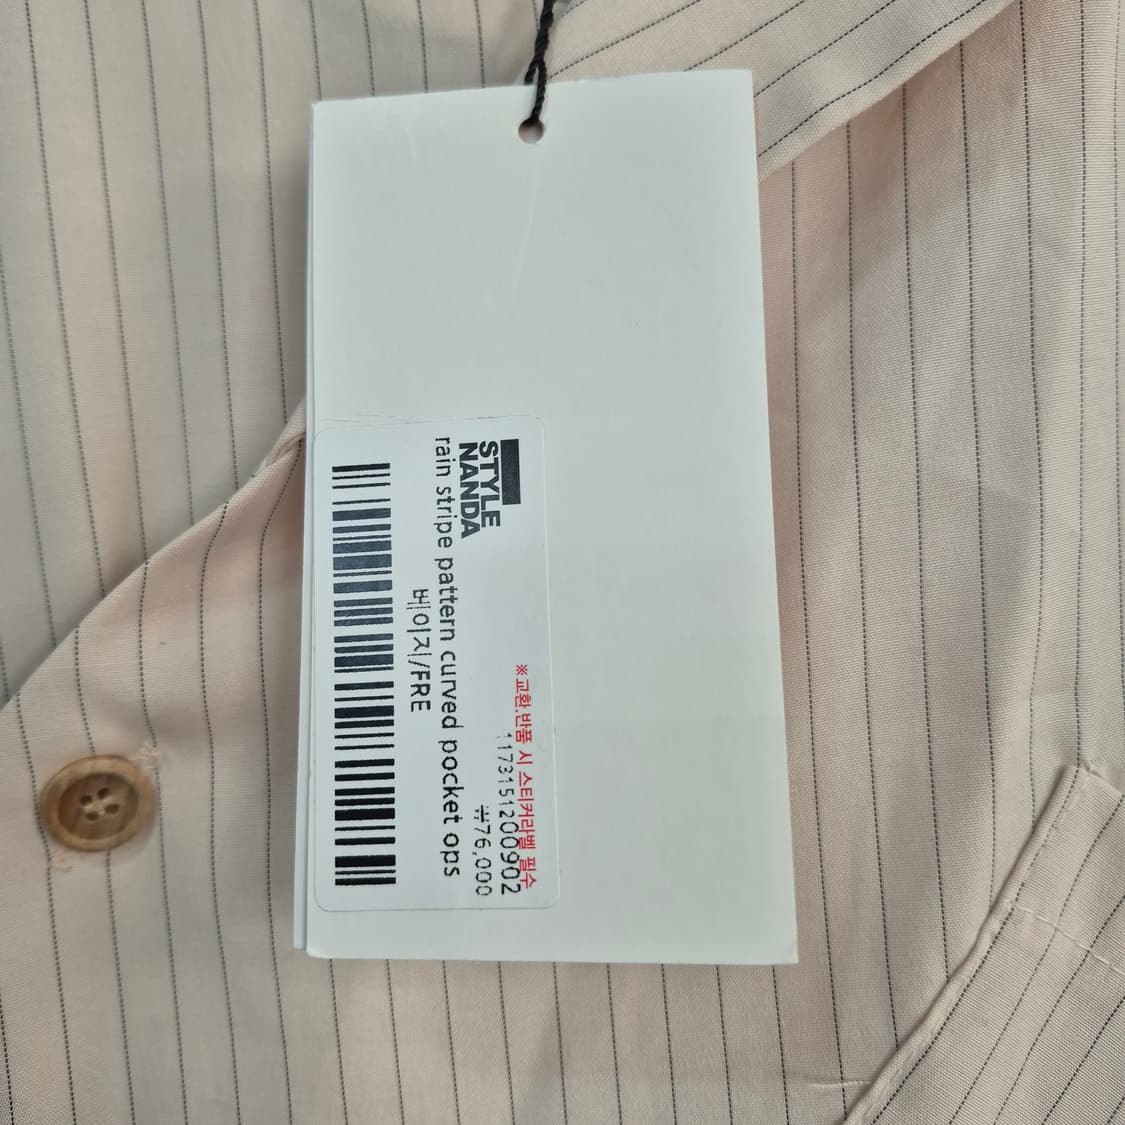 STYLE
NANDA
※교환,반품 시 스티커라벨 필수
1173151200902
₩76,000
rain stripe pattern curved pocket ops
베이지/FRE